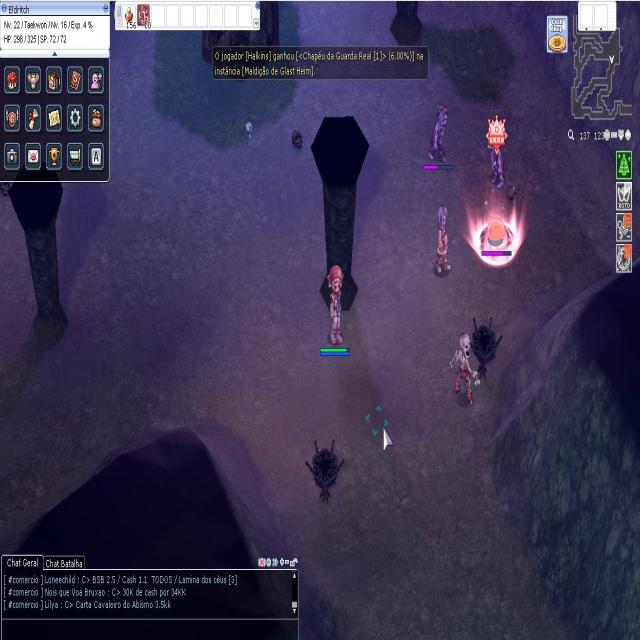 Eldritch
Nv. 22 / Taekwon / Nv. 16 / Exp. 4 %
HP. 298 / 325 | SP. 72 / 72
O jogador [Halkins] ganhou [<Chapéu da Guarda Real [1]> (6.00%)] na
instância [Maldição de Glast Heim].
Chat Geral
Chat Batalha
[ #comercio ] Loneechild : C> BSB 2.5 / Cash 1.1 TODOS / Lamina dos céus [3]
[ #comercio ] Nois que Voa Bruxao : C> 30K de cash por 34KK
[ #comercio ] Lilya : C> Carta Cavaleiro do Abismo 3.5kk